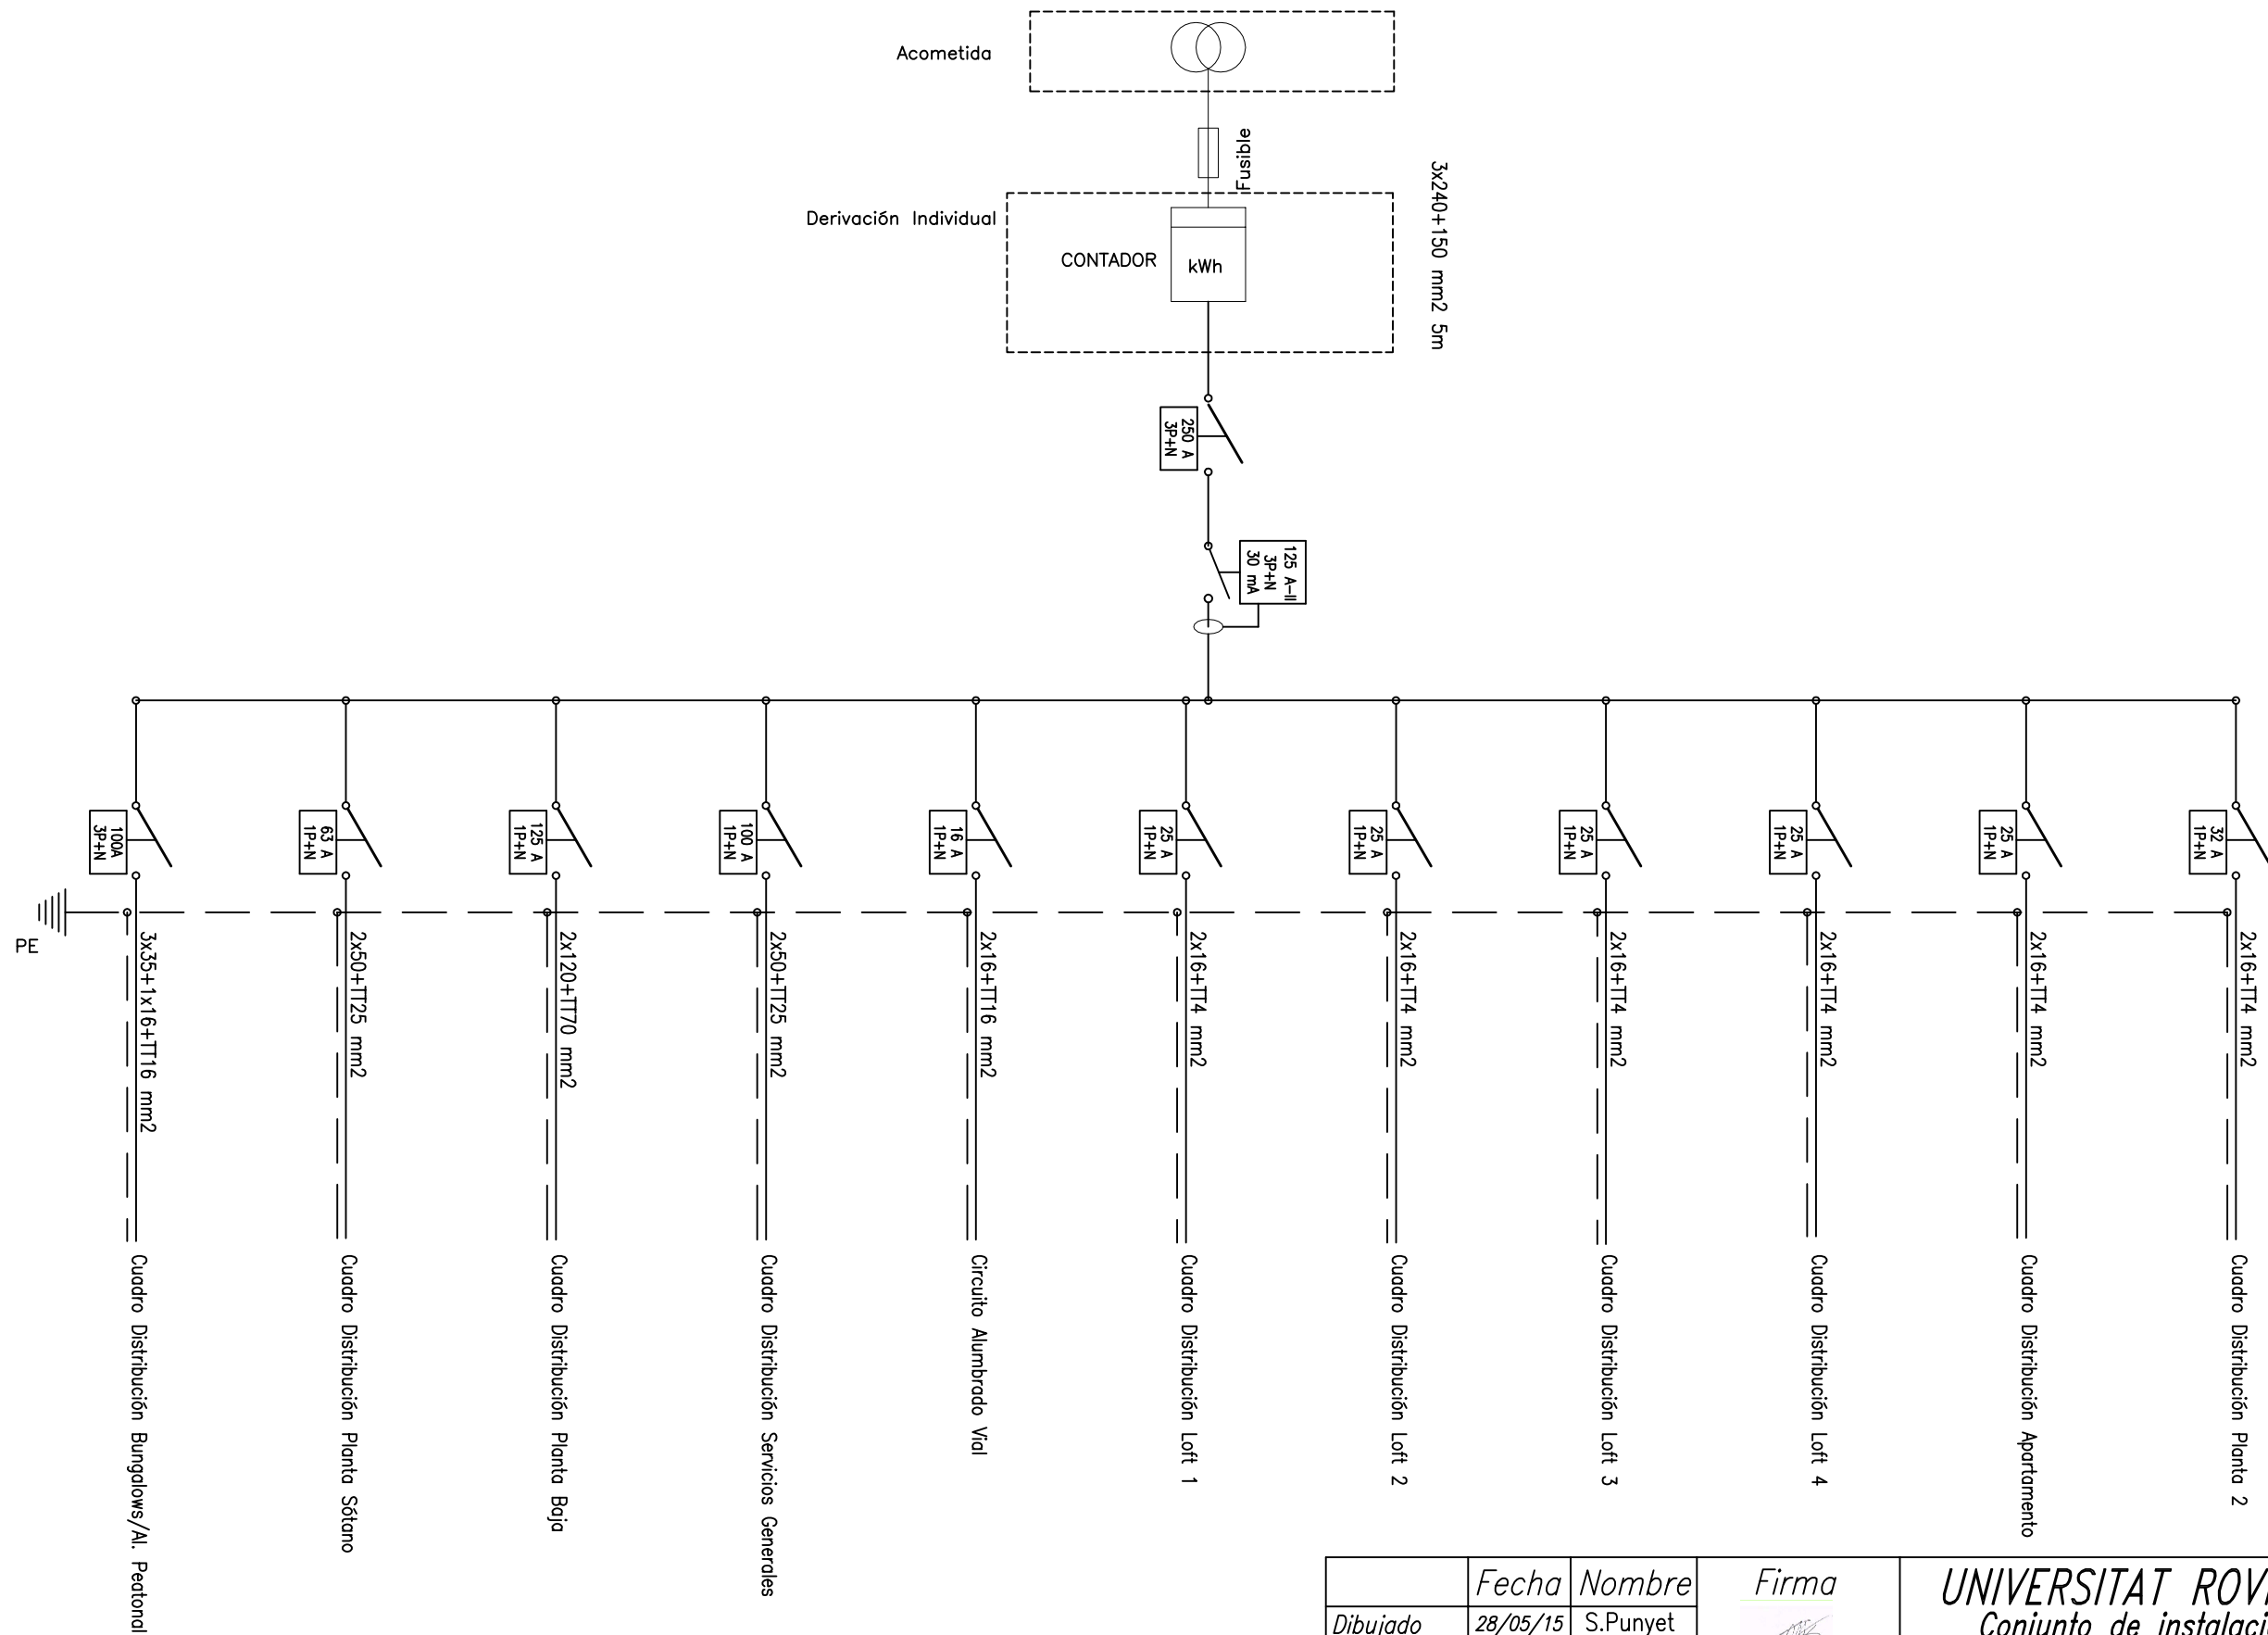 Acometida
Fusible
3x240+150 mm2 5m
Derivación Individual
CONTADOR
kWh
250 A
3P+N
125 A-II
3P+N
30 mA
100A
3P+N
63 A
1P+N
125 A
1P+N
100 A
1P+N
16 A
1P+N
25 A
1P+N
25 A
1P+N
25 A
1P+N
25 A
1P+N
25 A
1P+N
32 A
1P+N
PE
3x35+1x16+TT16 mm2
2x50+TT25 mm2
2x120+TT70 mm2
2x50+TT25 mm2
2x16+TT16 mm2
2x16+TT4 mm2
2x16+TT4 mm2
2x16+TT4 mm2
2x16+TT4 mm2
2x16+TT4 mm2
2x16+TT4 mm2
Cuadro Distribución Bungalows/Al. Peatonal
Cuadro Distribución Planta Sótano
Cuadro Distribución Planta Baja
Cuadro Distribución Servicios Generales
Circuito Alumbrado Vial
Cuadro Distribución Loft 1
Cuadro Distribución Loft 2
Cuadro Distribución Loft 3
Cuadro Distribución Loft 4
Cuadro Distribución Apartamento
Cuadro Distribución Planta 2
Fecha Nombre Firma
Dibujado 28/05/15 S.Punyet
UNIVERSITAT ROVI
Conjunto de instalaci